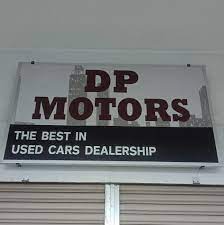 DP
MOTORS
THE BEST IN
USED CARS DEALERSHIP